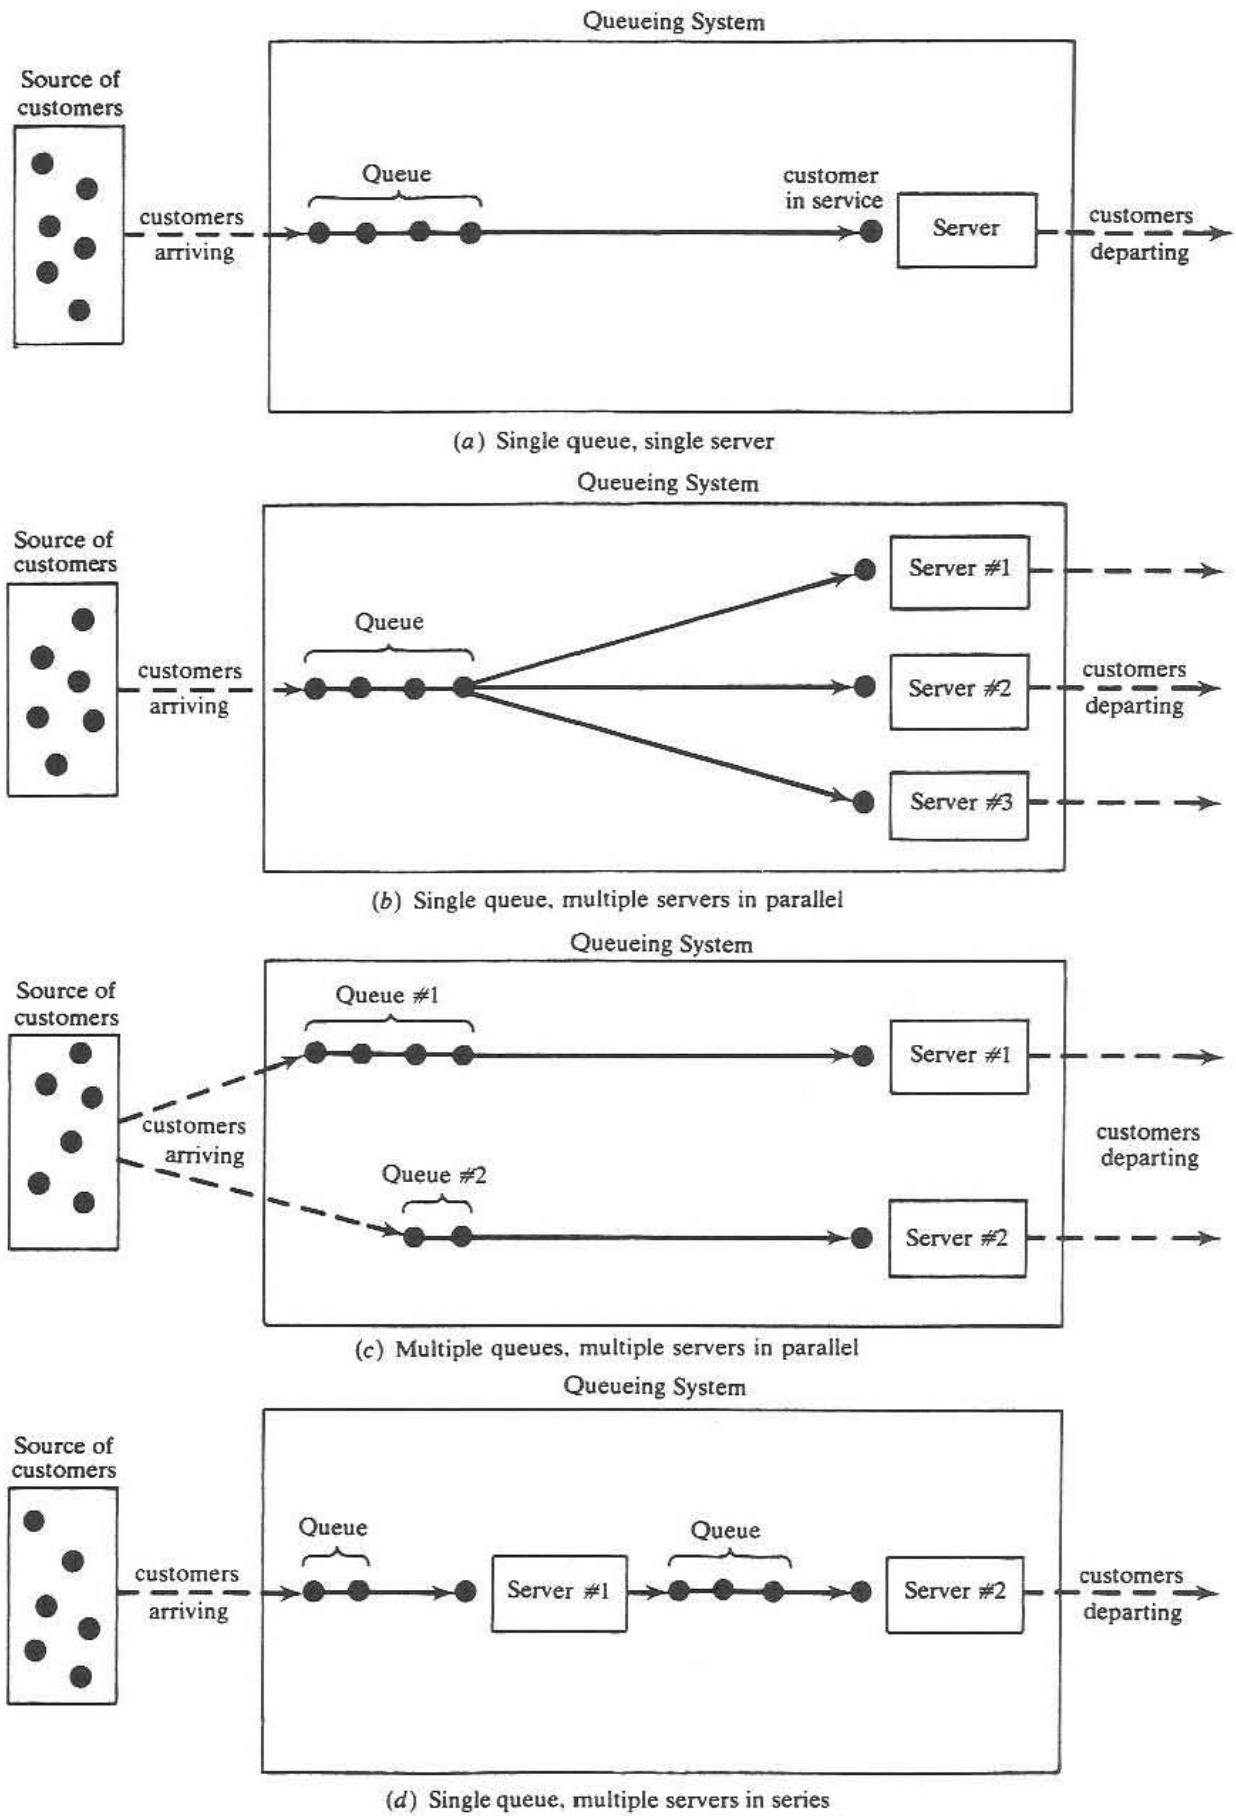 Queueing System
Source of
customers
Queue
customer
in service
Server
customers
arriving
customers
departing
(a) Single queue, single server
Queueing System
Source of
customers
Queue
customers
arriving
Server #1
Server #2
Server #3
customers
departing
(b) Single queue, multiple servers in parallel
Queueing System
Source of
customers
Queue #1
Server #1
customers
arriving
Queue #2
Server #2
customers
departing
(c) Multiple queues, multiple servers in parallel
Queueing System
Source of
customers
Queue
Queue
customers
arriving
Server #1
Server #2
customers
departing
(d) Single queue, multiple servers in series